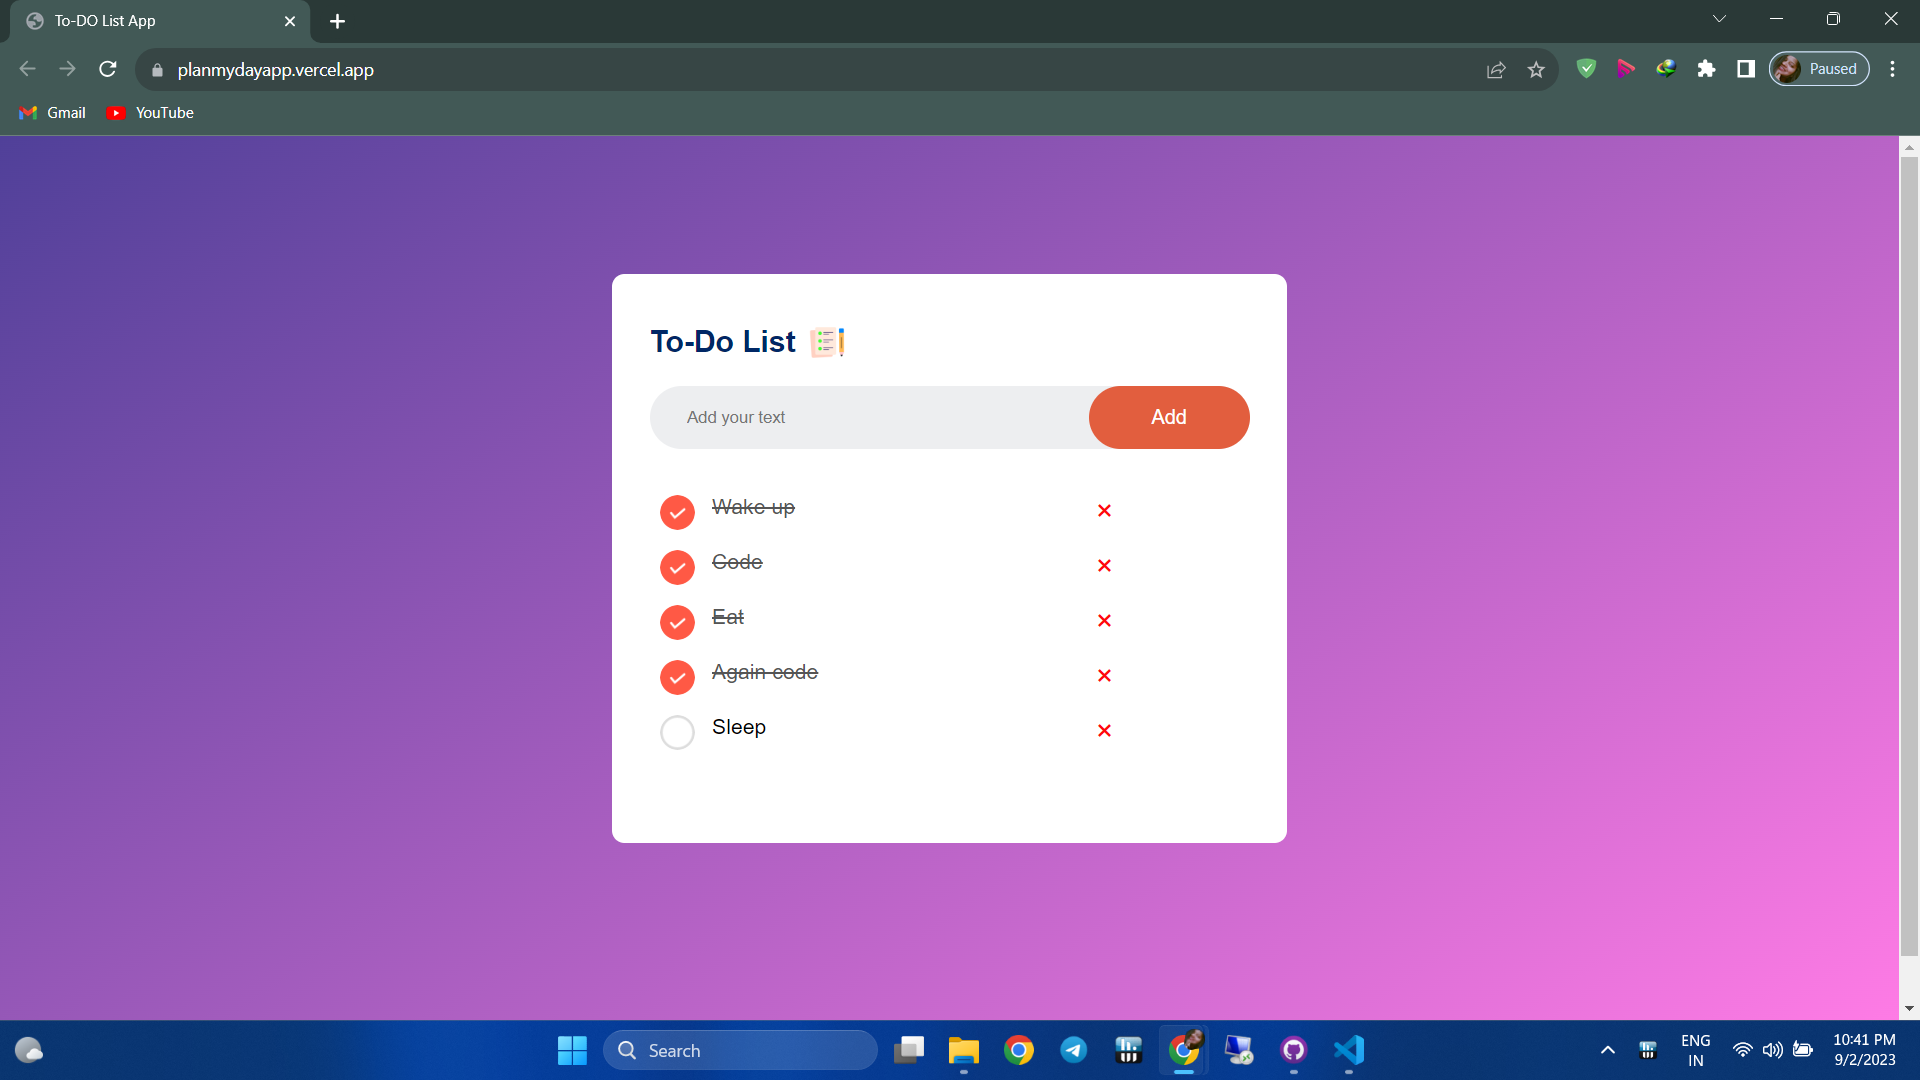 To-DO List App
planmydayapp.vercel.app
Paused
Gmail
YouTube
To-Do List
Add your text
Add
Wake up
Code
Eat
Again code
Sleep
Search
ENG
IN
10:41 PM
9/2/2023